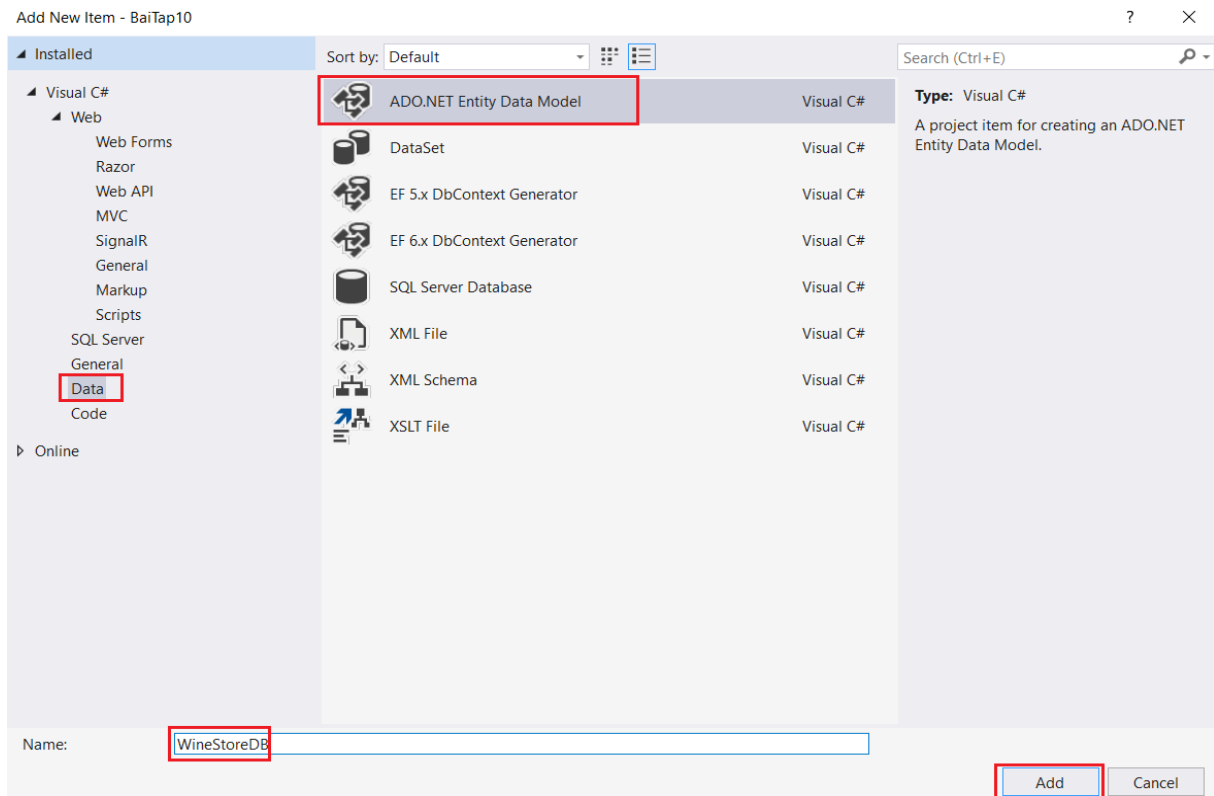 Add New Item - BaiTap10
? ×
Installed
Sort by: Default
Search (Ctrl+E)
Visual C#
Web
Web Forms
Razor
Web API
MVC
SignalR
General
Markup
Scripts
SQL Server
General
Data
Code
Online
ADO.NET Entity Data Model Visual C#
DataSet Visual C#
EF 5.x DbContext Generator Visual C#
EF 6.x DbContext Generator Visual C#
SQL Server Database Visual C#
XML File Visual C#
XML Schema Visual C#
XSLT File Visual C#
Type: Visual C#
A project item for creating an ADO.NET
Entity Data Model.
Name: WineStoreDB
Add Cancel